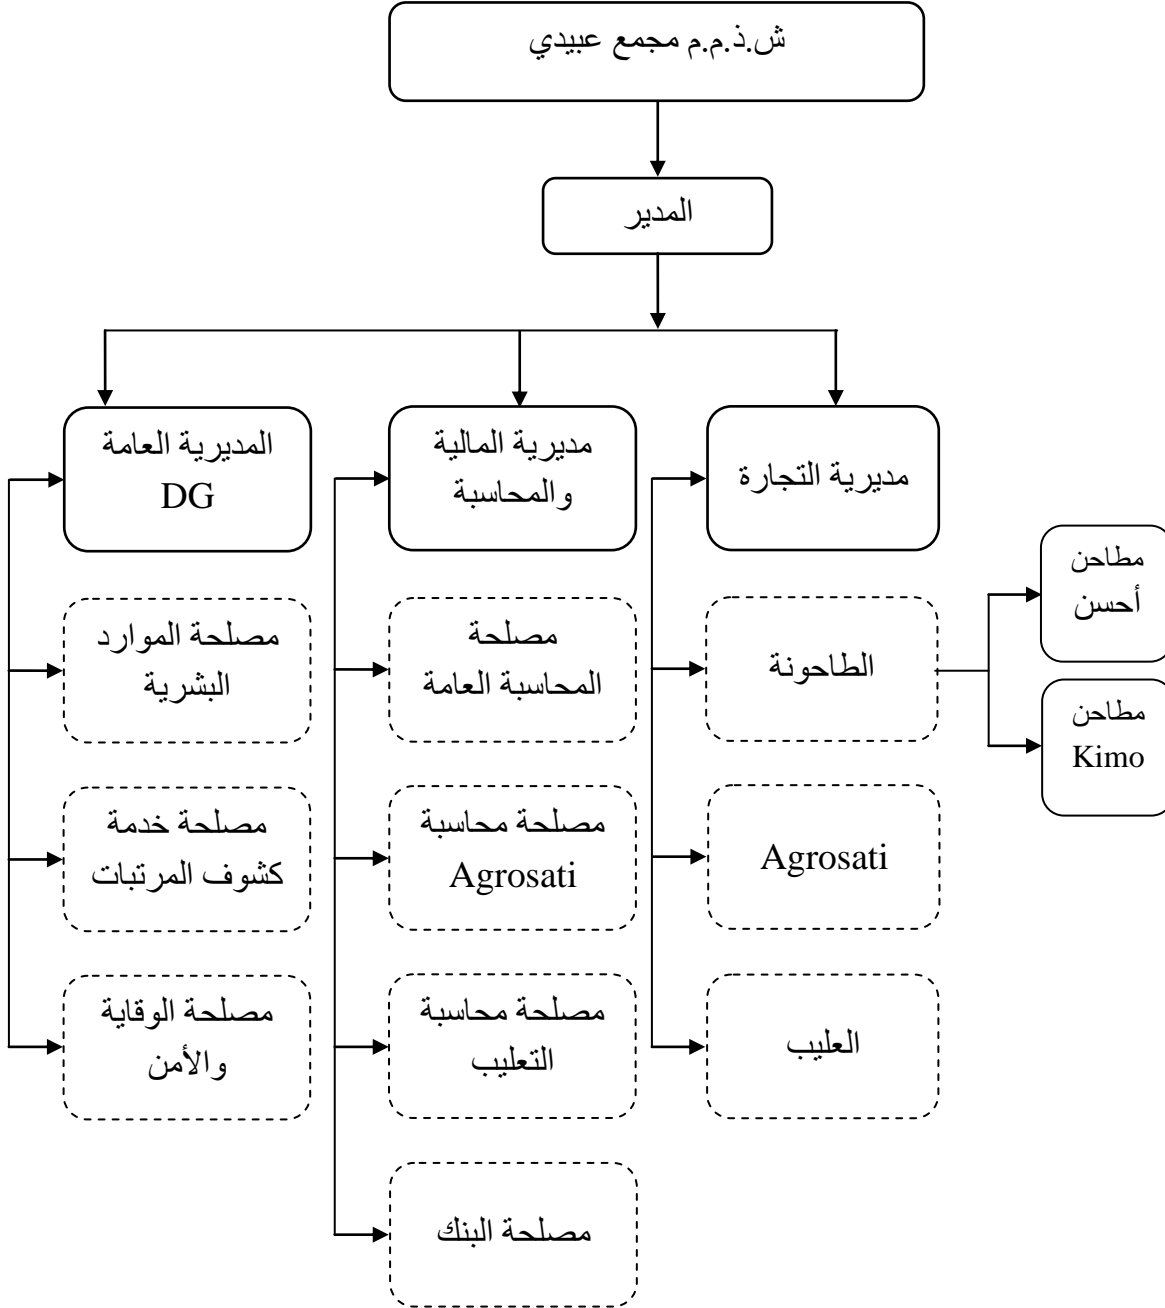 ش.ذ.م.م مجمع عبيدي
المدير
مديرية التجارة
مديرية المالية
والمحاسبة
المديرية العامة
DG
الطاحونة
مطاحن
أحسن
مطاحن
Kimo
Agrosati
العليب
مصلحة
المحاسبة العامة
مصلحة محاسبة
Agrosati
مصلحة محاسبة
التعليب
مصلحة البنك
مصلحة الموارد
البشرية
مصلحة خدمة
كشوف المرتبات
مصلحة الوقاية
والأمن